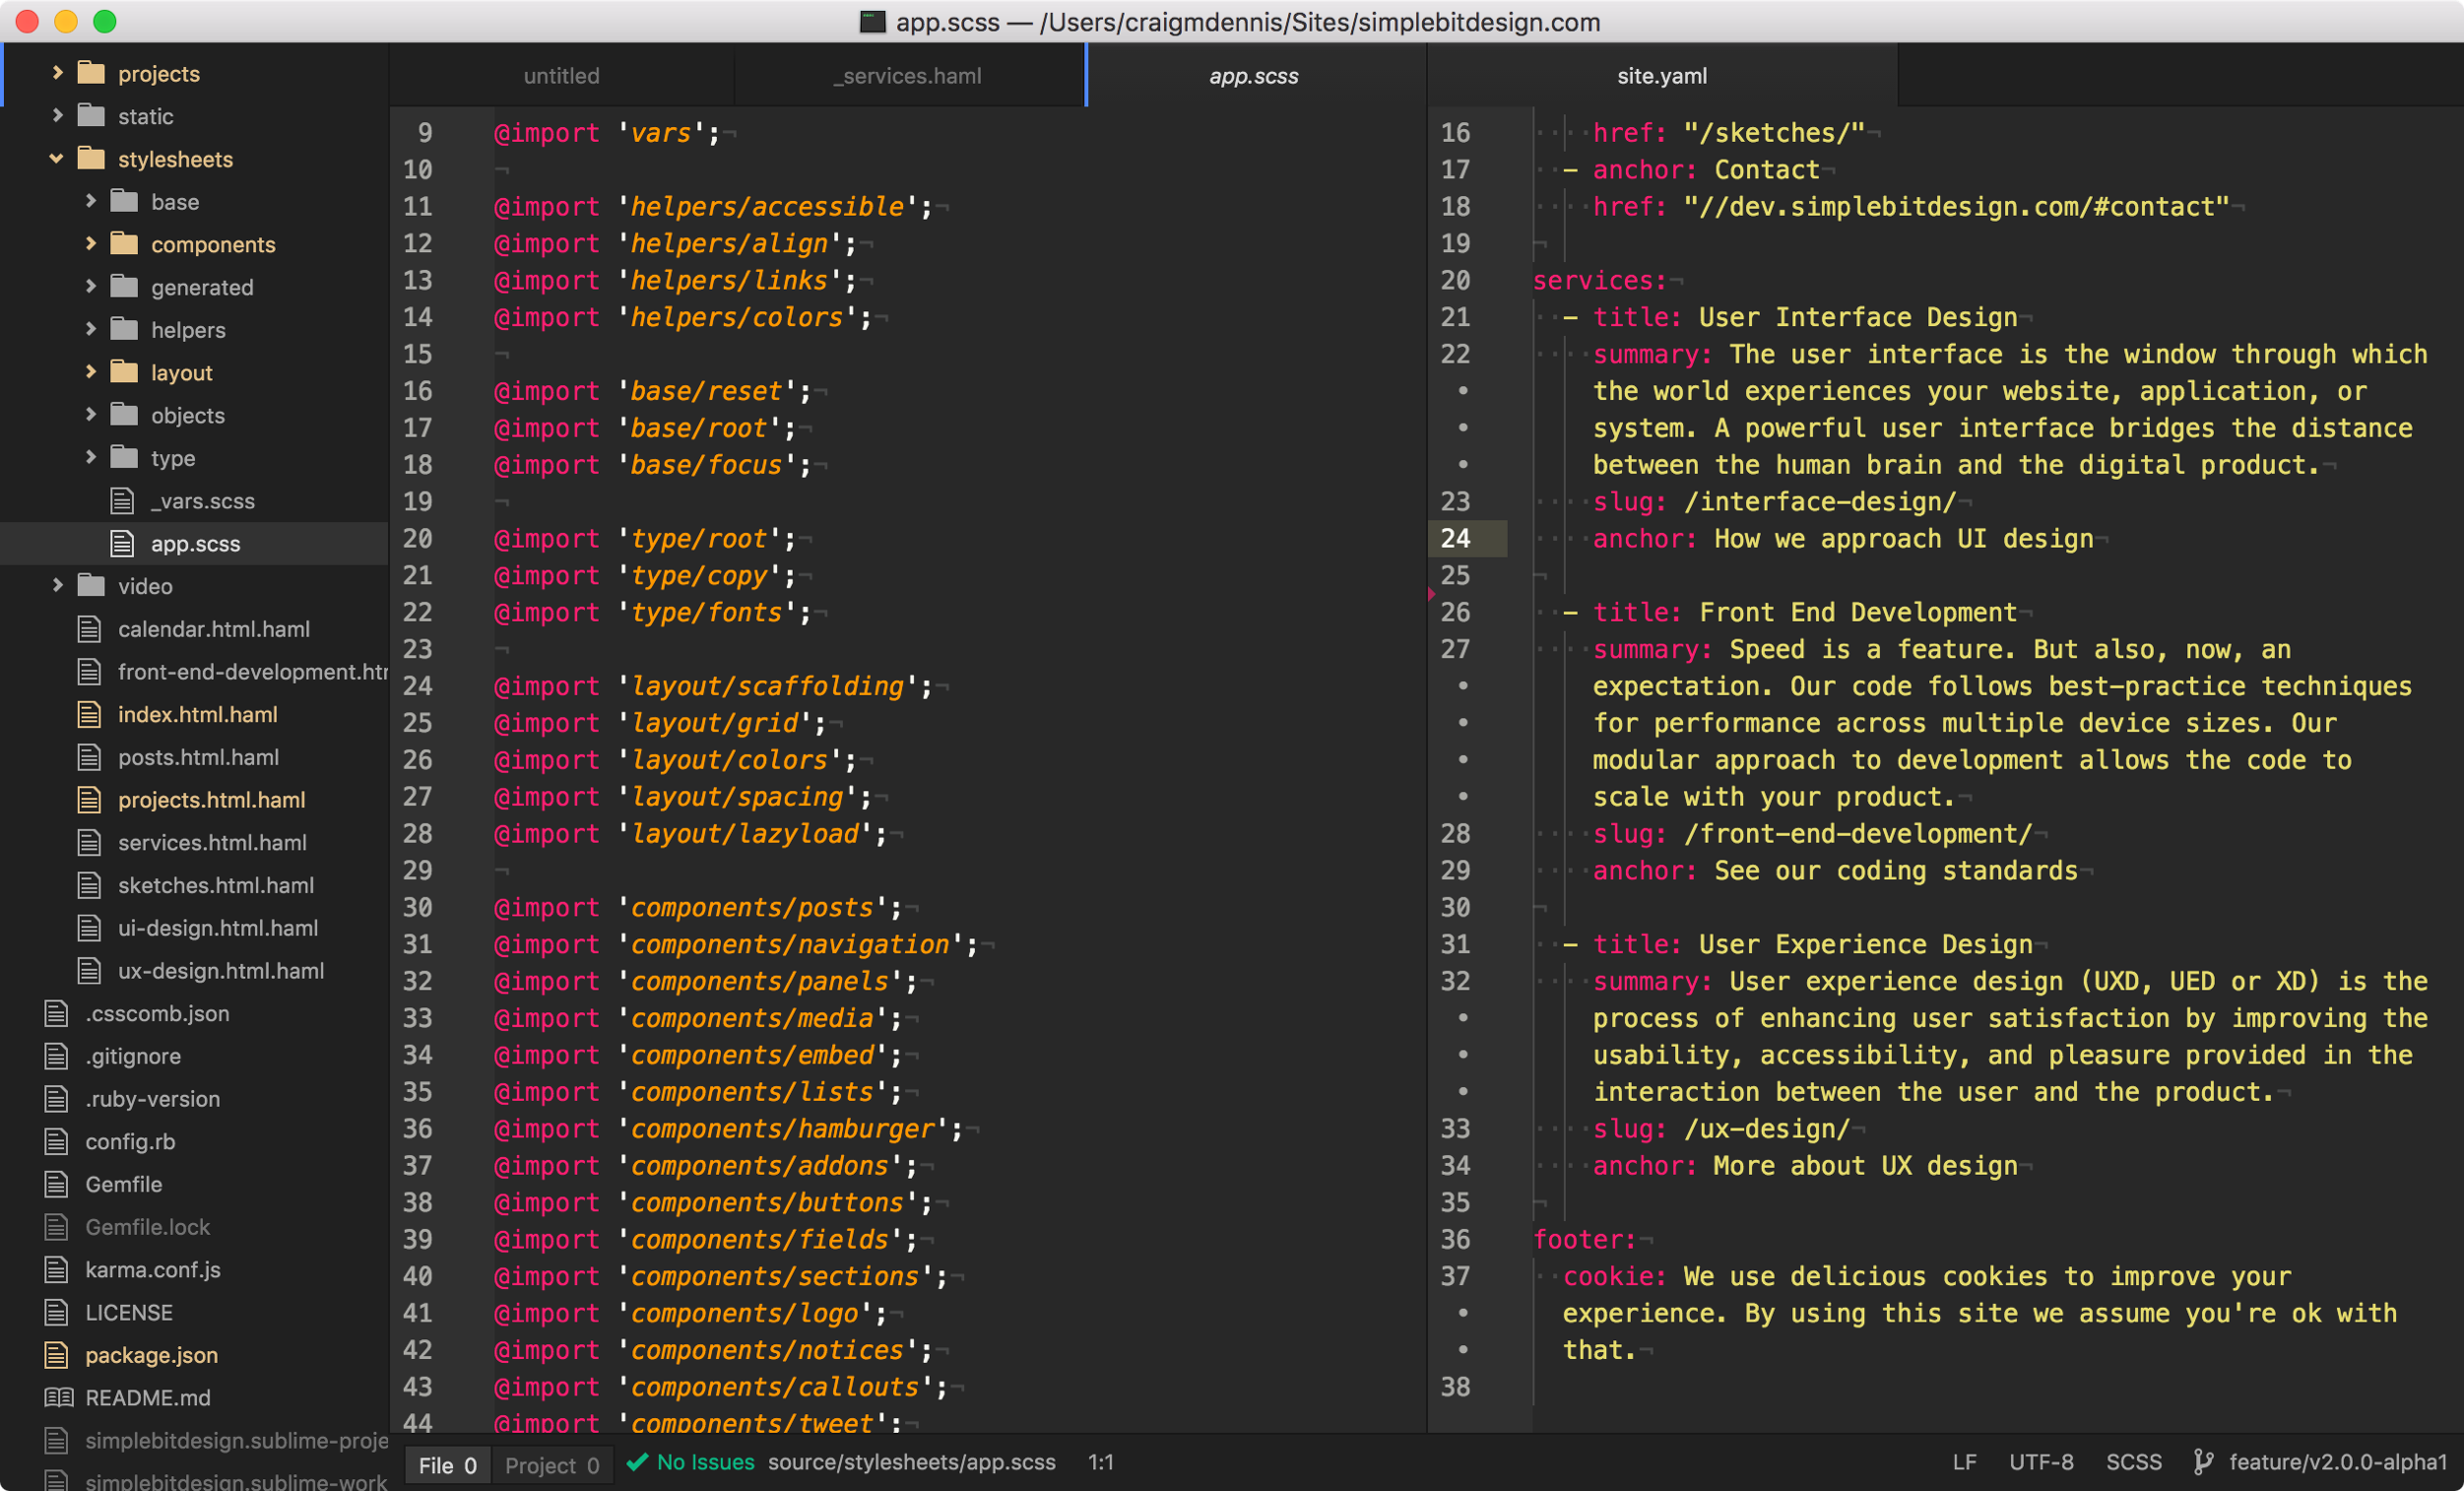 app.scss — /Users/craigmdennis/Sites/simplebitdesign.com
projects
static
stylesheets
base
components
generated
helpers
layout
objects
type
_vars.scss
app.scss
video
calendar.html.haml
front-end-development.htm
index.html.haml
posts.html.haml
projects.html.haml
services.html.haml
sketches.html.haml
ui-design.html.haml
ux-design.html.haml
.csscomb.json
.gitignore
.ruby-version
config.rb
Gemfile
Gemfile.lock
karma.conf.js
LICENSE
package.json
README.md
simplebitdesign.sublime-proje
simplebitdesign.sublime-work
untitled
_services.haml
app.scss
site.yaml
9 @import 'vars';¬
10 ¬
11 @import 'helpers/accessible';¬
12 @import 'helpers/align';¬
13 @import 'helpers/links';¬
14 @import 'helpers/colors';¬
15 ¬
16 @import 'base/reset';¬
17 @import 'base/root';¬
18 @import 'base/focus';¬
19 ¬
20 @import 'type/root';¬
21 @import 'type/copy';¬
22 @import 'type/fonts';¬
23 ¬
24 @import 'layout/scaffolding';¬
25 @import 'layout/grid';¬
26 @import 'layout/colors';¬
27 @import 'layout/spacing';¬
28 @import 'layout/lazyload';¬
29 ¬
30 @import 'components/posts';¬
31 @import 'components/navigation';¬
32 @import 'components/panels';¬
33 @import 'components/media';¬
34 @import 'components/embed';¬
35 @import 'components/lists';¬
36 @import 'components/hamburger';¬
37 @import 'components/addons';¬
38 @import 'components/buttons';¬
39 @import 'components/fields';¬
40 @import 'components/sections';¬
41 @import 'components/logo';¬
42 @import 'components/notices';¬
43 @import 'components/callouts';¬
44 @import 'components/tweet';¬
16 ····href: "/sketches/"¬
17 ··- anchor: Contact¬
18 ····href: "//dev.simplebitdesign.com/#contact"¬
19 ¬
20 services:¬
21 ··- title: User Interface Design¬
22 ····summary: The user interface is the window through which
• the world experiences your website, application, or
• system. A powerful user interface bridges the distance
• between the human brain and the digital product.¬
23 ····slug: /interface-design/¬
24 ····anchor: How we approach UI design¬
25 ¬
26 ··- title: Front End Development¬
27 ····summary: Speed is a feature. But also, now, an
• expectation. Our code follows best-practice techniques
• for performance across multiple device sizes. Our
• modular approach to development allows the code to
• scale with your product.¬
28 ····slug: /front-end-development/¬
29 ····anchor: See our coding standards¬
30 ¬
31 ··- title: User Experience Design¬
32 ····summary: User experience design (UXD, UED or XD) is the
• process of enhancing user satisfaction by improving the
• usability, accessibility, and pleasure provided in the
• interaction between the user and the product.¬
33 ····slug: /ux-design/¬
34 ····anchor: More about UX design¬
35 ¬
36 footer:¬
37 ··cookie: We use delicious cookies to improve your
• experience. By using this site we assume you're ok with
• that.¬
38
File 0 Project 0 No Issues source/stylesheets/app.scss 1:1 LF UTF-8 SCSS feature/v2.0.0-alpha1